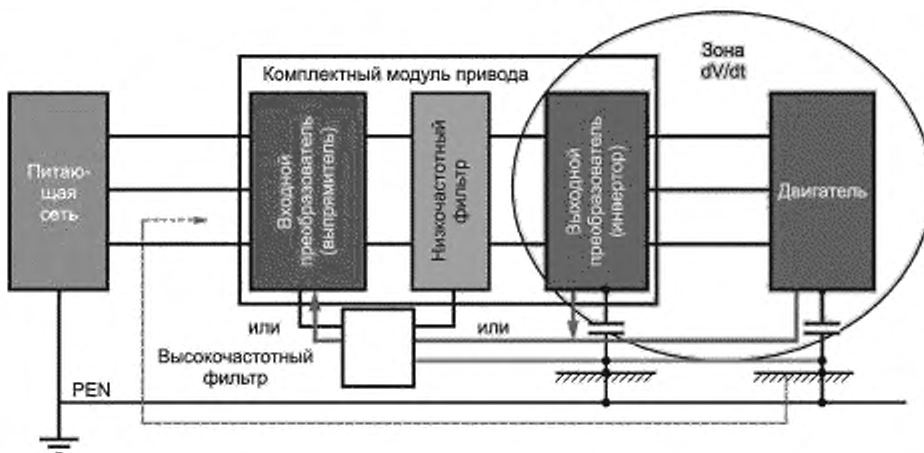 Зона
dV/dt
Комплектный модуль привода
Питаю-
щая
сеть
Входной
преобразователь
(выпрямитель)
Низкочастотный
фильтр
Выходной
преобразователь
(инвертор)
Двигатель
или
или
Высокочастотный
фильтр
PEN